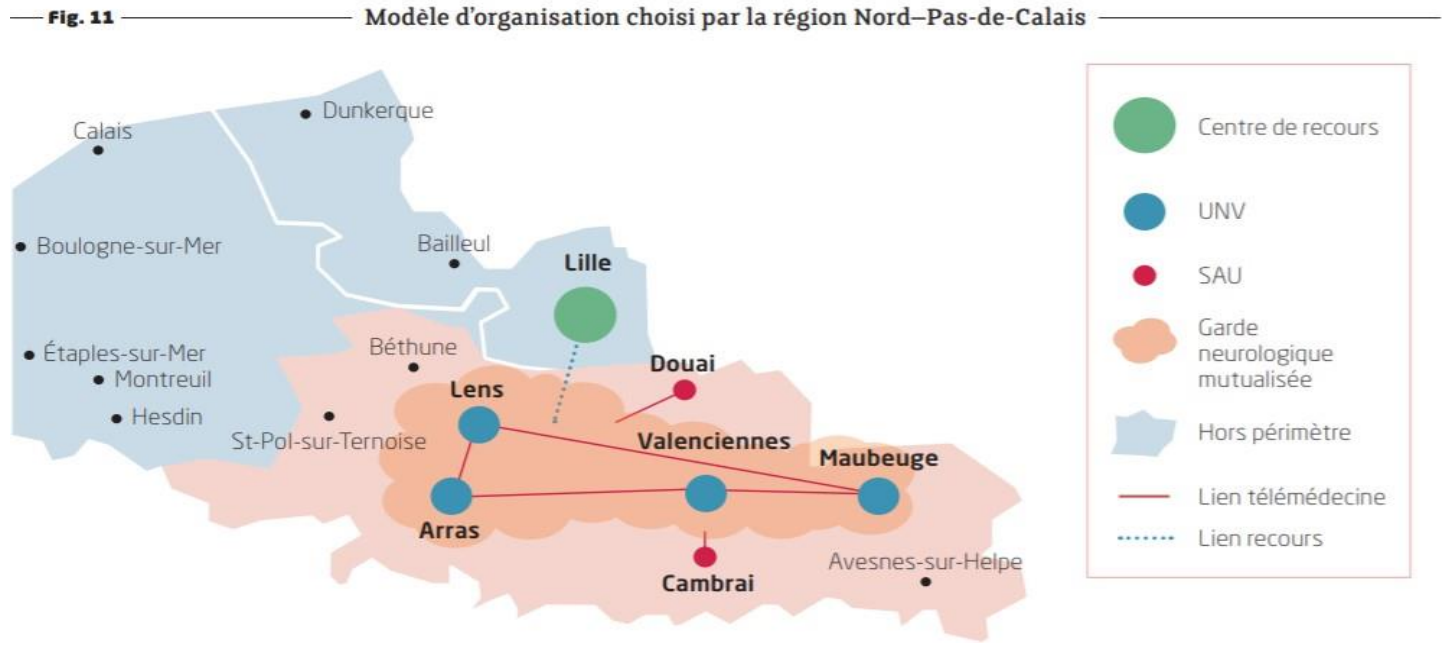 Fig. 11
Modèle d'organisation choisi par la région Nord–Pas-de-Calais
Dunkerque
Calais
Boulogne-sur-Mer
Bailleul
Lille
Étaples-sur-Mer
Montreuil
Hesdin
Béthune
St-Pol-sur-Ternoise
Lens
Douai
Valenciennes
Maubeuge
Arras
Cambrai
Avesnes-sur-Helpe
Centre de recours
UNV
SAU
Garde
neurologique
mutualisée
Hors périmètre
Lien télémédecine
Lien recours